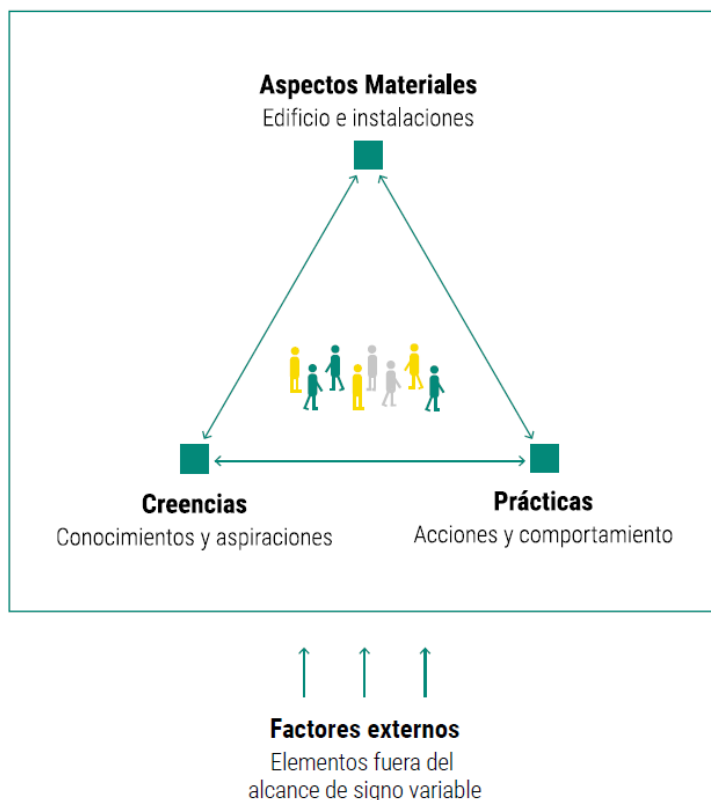 Aspectos Materiales
Edificio e instalaciones
Creencias
Conocimientos y aspiraciones
Prácticas
Acciones y comportamiento
Factores externos
Elementos fuera del
alcance de signo variable